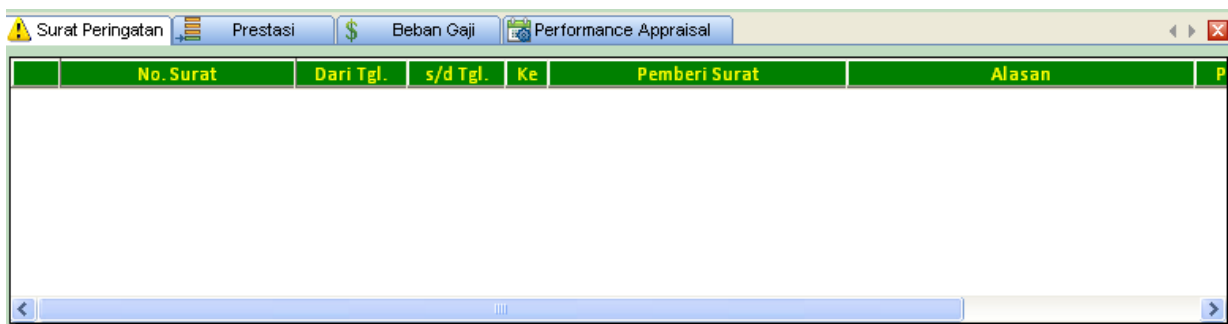 Surat Peringatan Prestasi $ Beban Gaji Performance Appraisal
No. Surat Dari Tgl. s/d Tgl. Ke Pemberi Surat Alasan P